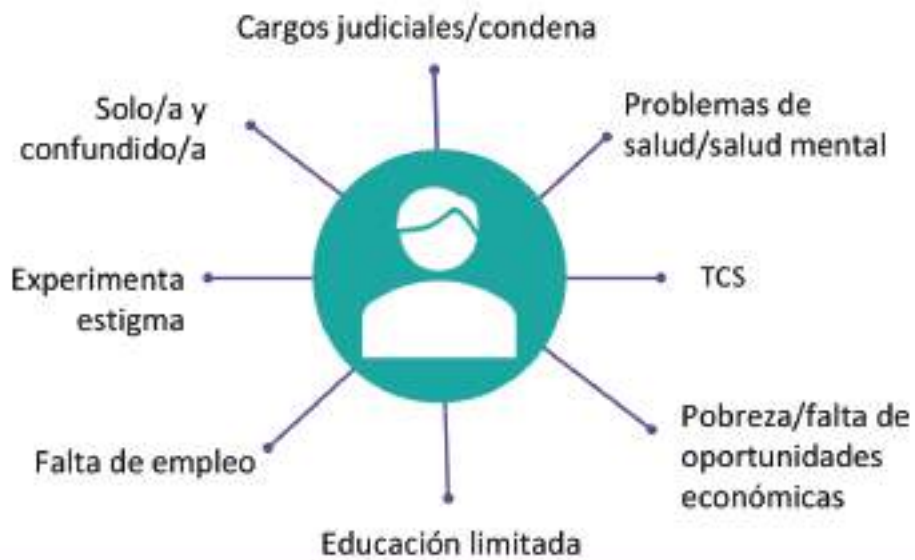 Cargos judiciales/condena
Solo/a y
confundido/a
Problemas de
salud/salud mental
Experimenta
estigma
TCS
Falta de empleo
Pobreza/falta de
oportunidades
económicas
Educación limitada